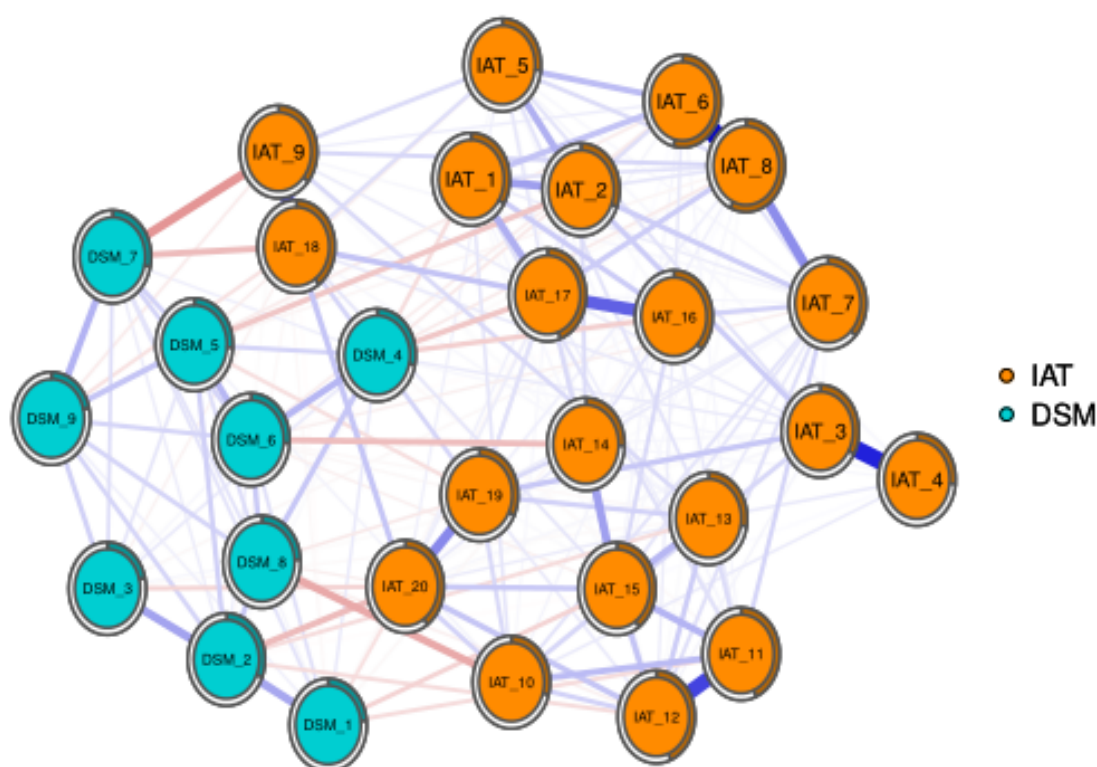 IAT_5
IAT_6
IAT_9
IAT_8
IAT_1
IAT_2
DSM_7
IAT_18
IAT_17
IAT_7
IAT_16
DSM_5
DSM_4
IAT
DSM_9
DSM
DSM_6
IAT_14
IAT_3
IAT_4
IAT_19
IAT_13
DSM_8
DSM_3
IAT_20
IAT_15
DSM_2
IAT_11
IAT_10
DSM_1
IAT_12